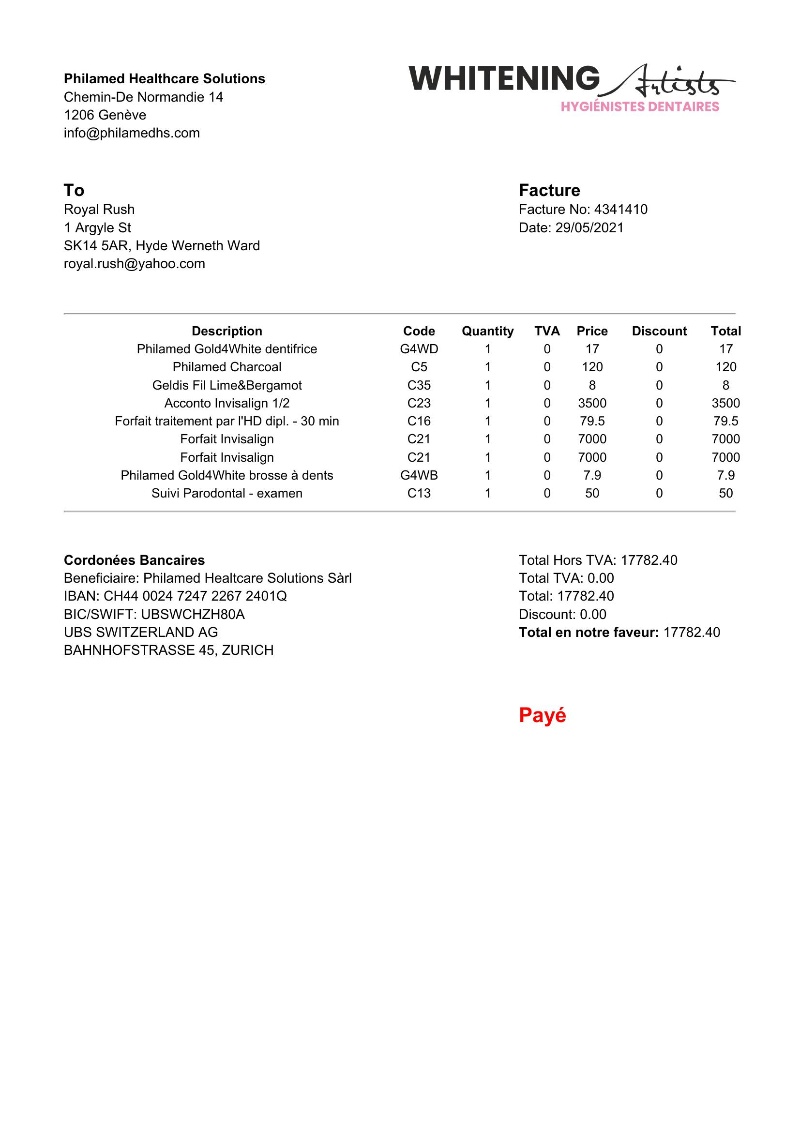 Philamed Healthcare Solutions
Chemin-De Normandie 14
1206 Genève
info@philamedhs.com
WHITENING Artists
HYGIÉNISTES DENTAIRES
To
Royal Rush
1 Argyle St
SK14 5AR, Hyde Werneth Ward
royal.rush@yahoo.com
Facture
Facture No: 4341410
Date: 29/05/2021
Description Code Quantity TVA Price Discount Total
Philamed Gold4White dentifrice G4WD 1 0 17 0 17
Philamed Charcoal C5 1 0 120 0 120
Geldis Fil Lime&Bergamot C35 1 0 8 0 8
Acconto Invisalign 1/2 C23 1 0 3500 0 3500
Forfait traitement par l'HD dipl. - 30 min C16 1 0 79.5 0 79.5
Forfait Invisalign C21 1 0 7000 0 7000
Forfait Invisalign C21 1 0 7000 0 7000
Philamed Gold4White brosse à dents G4WB 1 0 7.9 0 7.9
Suivi Parodontal - examen C13 1 0 50 0 50
Cordonées Bancaires
Beneficiaire: Philamed Healtcare Solutions Sàrl
IBAN: CH44 0024 7247 2267 2401Q
BIC/SWIFT: UBSWCHZH80A
UBS SWITZERLAND AG
BAHNHOFSTRASSE 45, ZURICH
Total Hors TVA: 17782.40
Total TVA: 0.00
Total: 17782.40
Discount: 0.00
Total en notre faveur: 17782.40
Payé